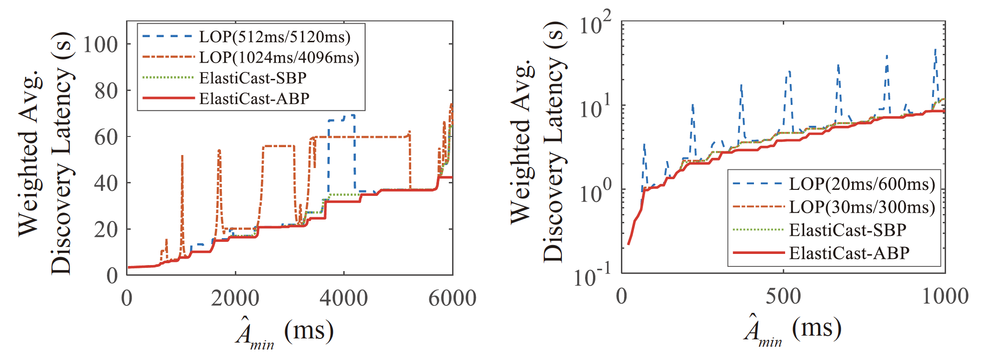 Weighted Avg.
Discovery Latency (s)
100
80
60
40
20
0
LOP(512ms/5120ms)
LOP(1024ms/4096ms)
ElastiCast-SBP
ElastiCast-ABP
0 2000 4000 6000
Â_min (ms)
Weighted Avg.
Discovery Latency (s)
10^2
10^1
10^0
10^-1
LOP(20ms/600ms)
LOP(30ms/300ms)
ElastiCast-SBP
ElastiCast-ABP
0 500 1000
Â_min (ms)